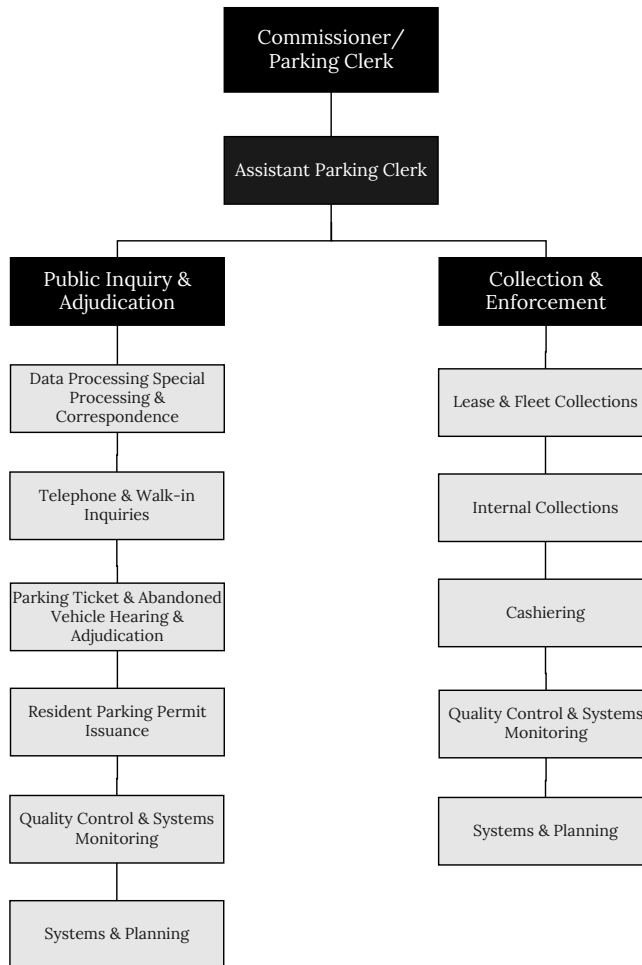 Commissioner/
Parking Clerk
Assistant Parking Clerk
Public Inquiry &
Adjudication
Data Processing Special
Processing &
Correspondence
Telephone & Walk-in
Inquiries
Parking Ticket & Abandoned
Vehicle Hearing &
Adjudication
Resident Parking Permit
Issuance
Quality Control & Systems
Monitoring
Systems & Planning
Collection &
Enforcement
Lease & Fleet Collections
Internal Collections
Cashiering
Quality Control & Systems
Monitoring
Systems & Planning